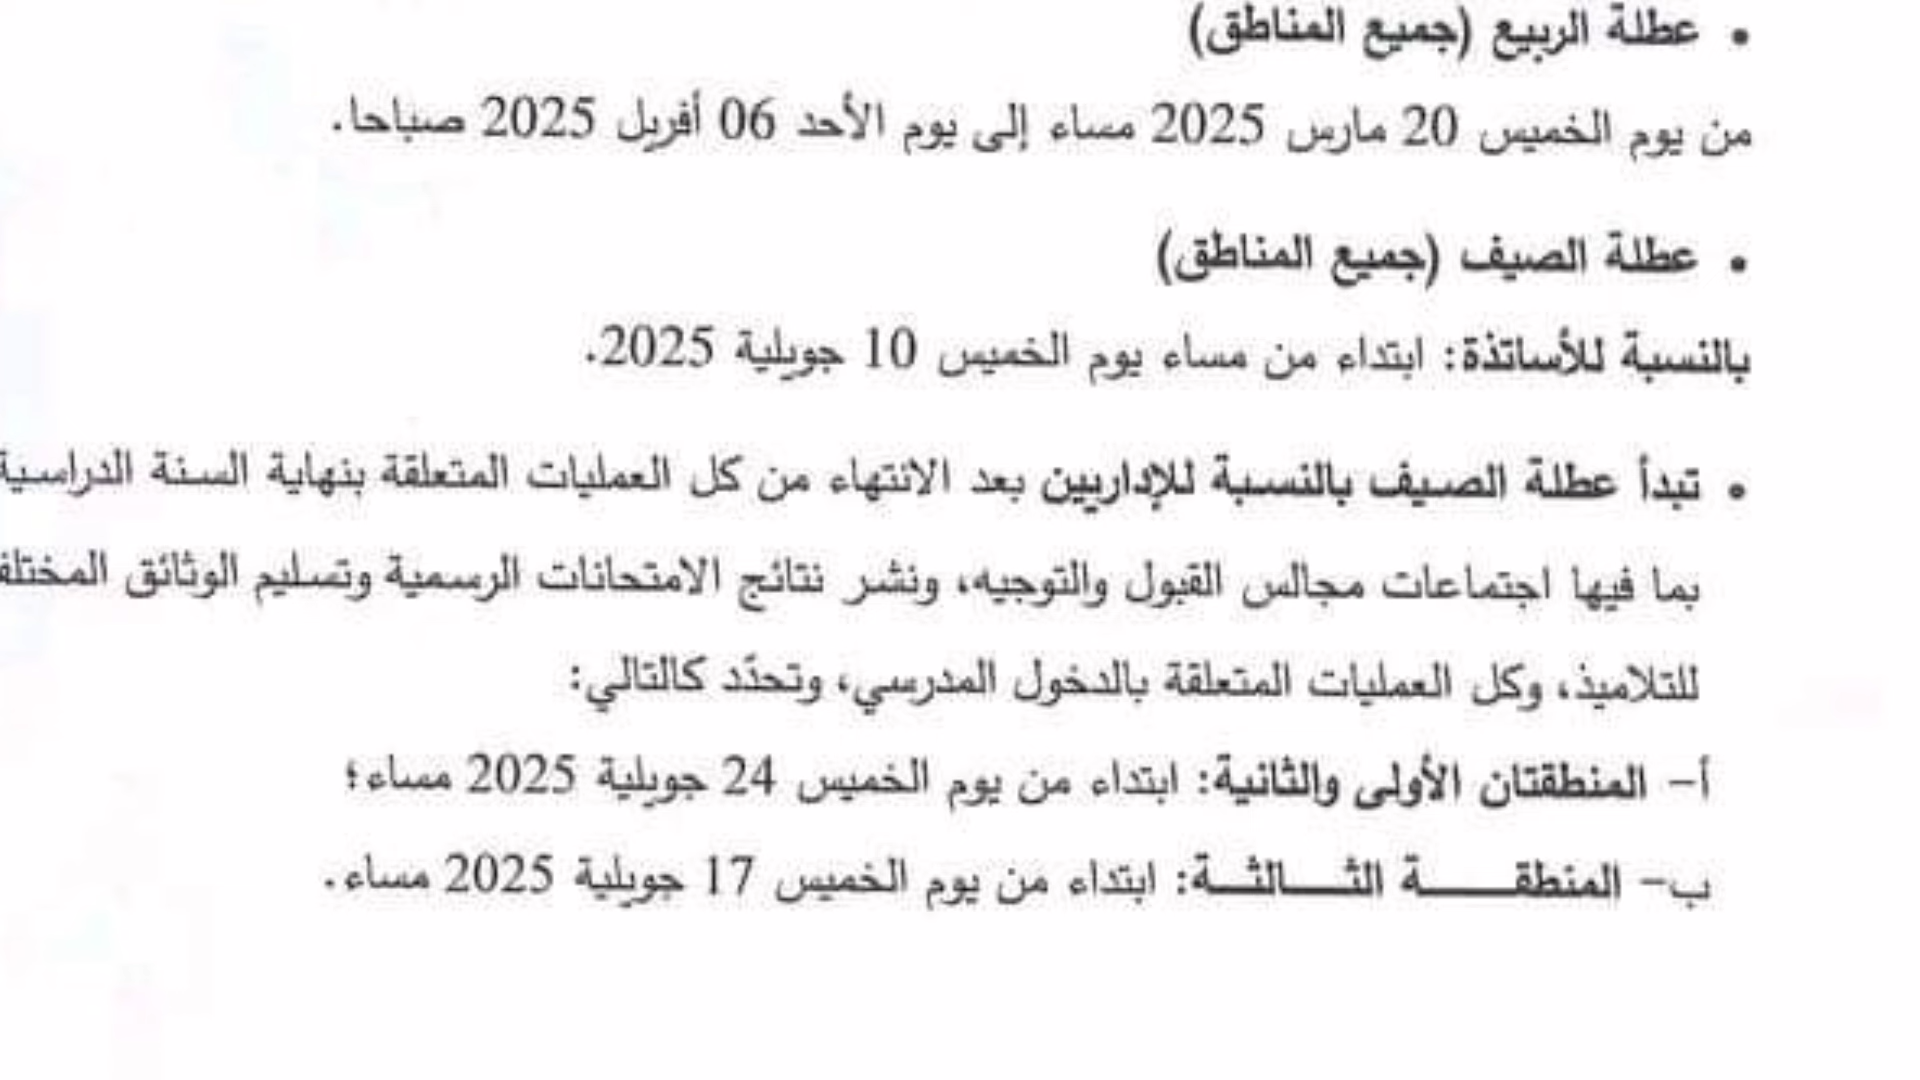 • عطلة الربيع (جميع المناطق)
من يوم الخميس 20 مارس 2025 مساء إلى يوم الأحد 06 أفريل 2025 صباحا.
• عطلة الصيف (جميع المناطق)
بالنسبة للأساتذة: ابتداء من مساء يوم الخميس 10 جويلية 2025.
• تبدأ عطلة الصيف بالنسبة للإداريين بعد الانتهاء من كل العمليات المتعلقة بنهاية السنة الدراسية
بما فيها اجتماعات مجالس القبول والتوجيه، ونشر نتائج الامتحانات الرسمية وتسليم الوثائق
للتلاميذ، وكل العمليات المتعلقة بالدخول المدرسي، وتحدّد كالتالي:
أ- المنطقتان الأولى والثانية: ابتداء من يوم الخميس 24 جويلية 2025 مساء؛
ب- المنطقـــــــة الثـــــالثـــة: ابتداء من يوم الخميس 17 جويلية 2025 مساء.